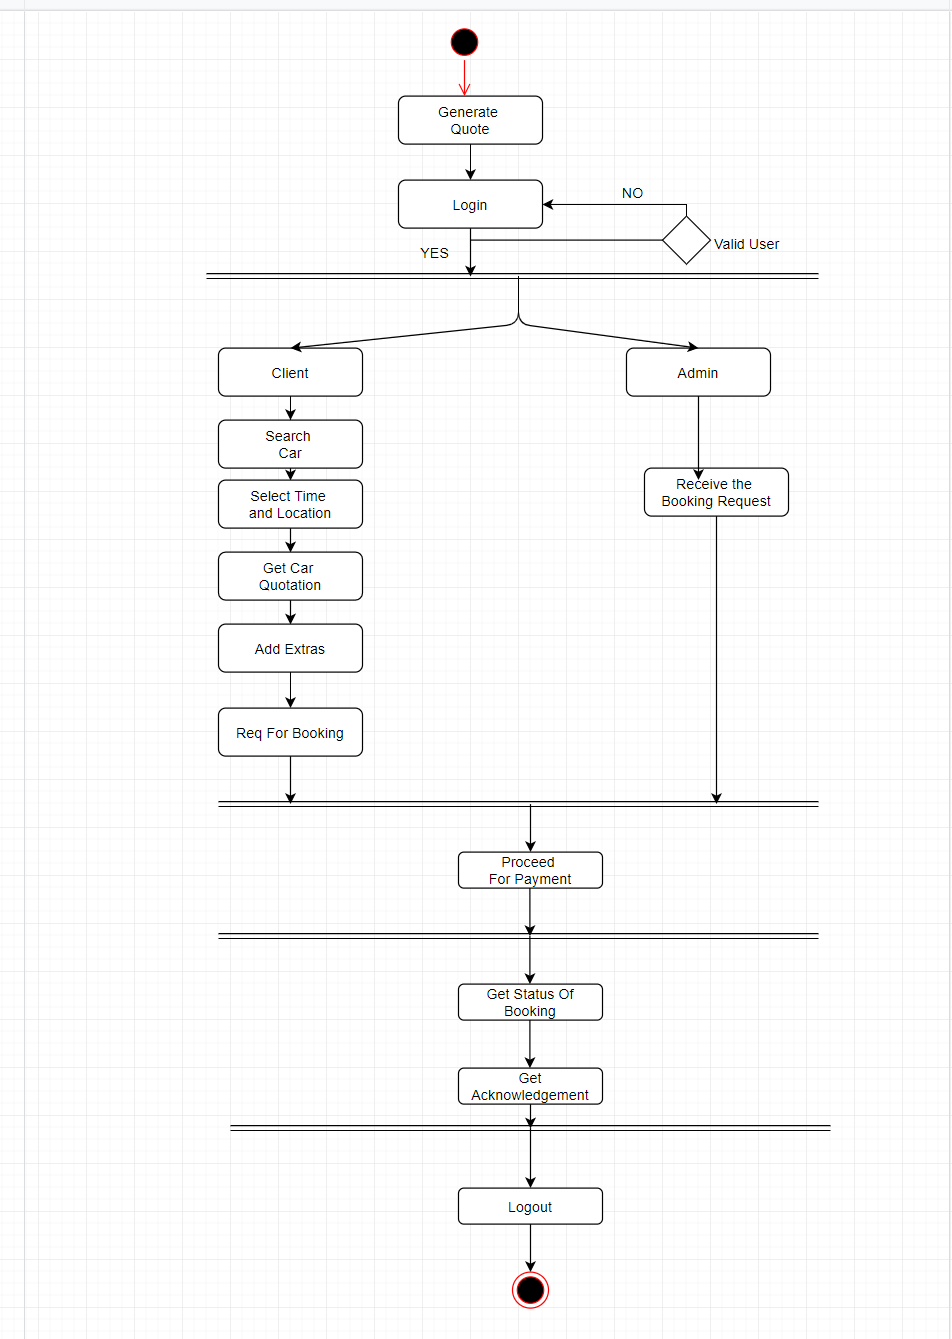 Generate
Quote
Login
NO
Valid User
YES
Client
Admin
Search
Car
Select Time
and Location
Receive the
Booking Request
Get Car
Quotation
Add Extras
Req For Booking
Proceed
For Payment
Get Status Of
Booking
Get
Acknowledgement
Logout